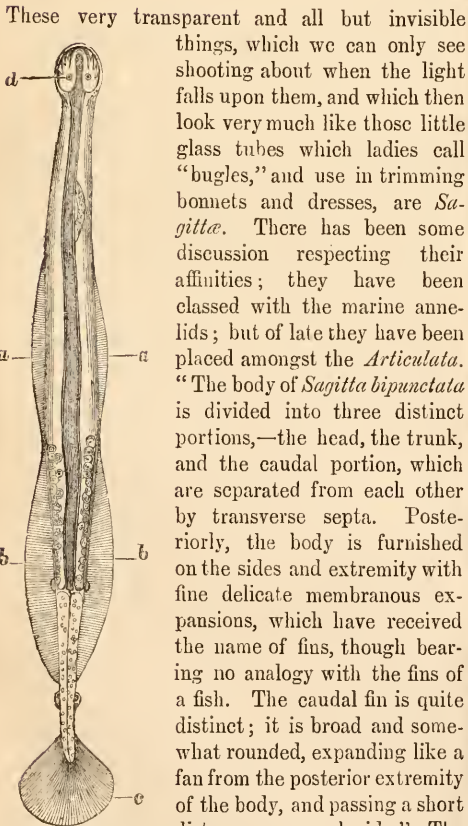 These very transparent and all but invisible
things, which we can only see
shooting about when the light
falls upon them, and which then
look very much like those little
glass tubes which ladies call
"bugles," and use in trimming
bonnets and dresses, are Sa-
gittæ. There has been some
discussion respecting their
affinities; they have been
classed with the marine anne-
lids; but of late they have been
placed amongst the Articulata.
"The body of Sagitta bipunctata
is divided into three distinct
portions,—the head, the trunk,
and the caudal portion, which
are separated from each other
by transverse septa. Poste-
riorly, the body is furnished
on the sides and extremity with
fine delicate membranous ex-
pansions, which have received
the name of fins, though bear-
ing no analogy with the fins of
a fish. The caudal fin is quite
distinct; it is broad and some-
what rounded, expanding like a
fan from the posterior extremity
of the body, and passing a short
d
a
a
b
b
c